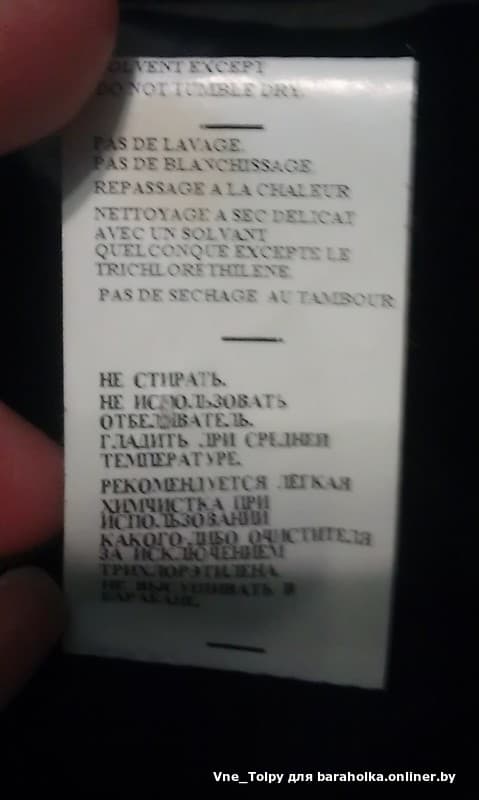 SOLVENT EXCEPT
DO NOT TUMBLE DRY.
PAS DE LAVAGE.
PAS DE BLANCHISSAGE
REPASSAGE A LA CHALEUR
NETTOYAGE A SEC DELICAT
AVEC UN SOLVANT
QUELCONQUE EXCEPTE LE
TRICHLORETHILENE
PAS DE SECHAGE AU TAMBOUR
НЕ СТИРАТЬ.
НЕ ИСПОЛЬЗОВАТЬ
ОТБЕЛИВАТЕЛЬ.
ГЛАДИТЬ ПРИ СРЕДНЕЙ
ТЕМПЕРАТУРЕ.
РЕКОМЕНДУЕТСЯ ЛЁГКАЯ
ХИМЧИСТКА ПРИ
ИСПОЛЬЗОВАНИИ
КАКОГО-ЛИБО ОЧИСТИТЕЛЯ
ЗА ИСКЛЮЧЕНИЕМ
ТРИХЛОРЭТИЛЕНА
НЕ ВЫСУШИВАТЬ В
БАРАБАНЕ.
Vne_Tolpy для baraholka.onliner.by